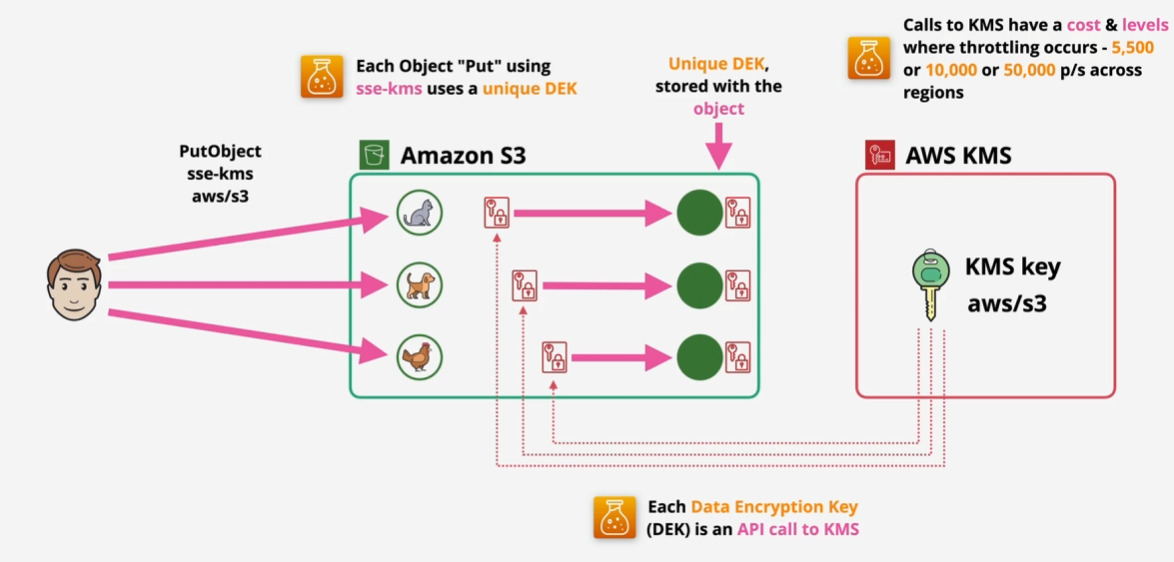 Calls to KMS have a cost & levels
where throttling occurs - 5,500
or 10,000 or 50,000 p/s across
regions
Each Object "Put" using
sse-kms uses a unique DEK
Unique DEK,
stored with the
object
PutObject
sse-kms
aws/s3
Amazon S3
AWS KMS
KMS key
aws/s3
Each Data Encryption Key
(DEK) is an API call to KMS